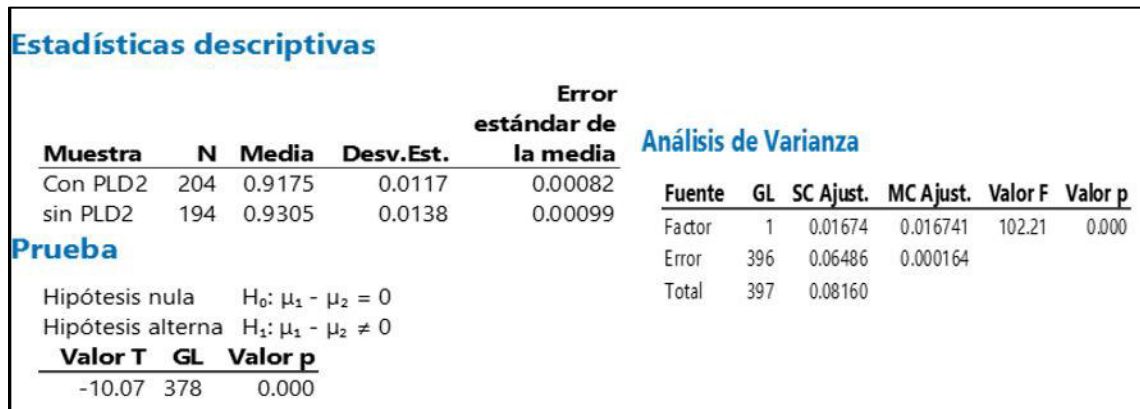 Estadísticas descriptivas
Error
estándar de
Muestra N Media Desv.Est. la media
Con PLD2 204 0.9175 0.0117 0.00082
sin PLD2 194 0.9305 0.0138 0.00099
Prueba
Hipótesis nula H₀: μ₁ - μ₂ = 0
Hipótesis alterna H₁: μ₁ - μ₂ ≠ 0
Valor T GL Valor p
-10.07 378 0.000
Análisis de Varianza
Fuente GL SC Ajust. MC Ajust. Valor F Valor p
Factor 1 0.01674 0.016741 102.21 0.000
Error 396 0.06486 0.000164
Total 397 0.08160